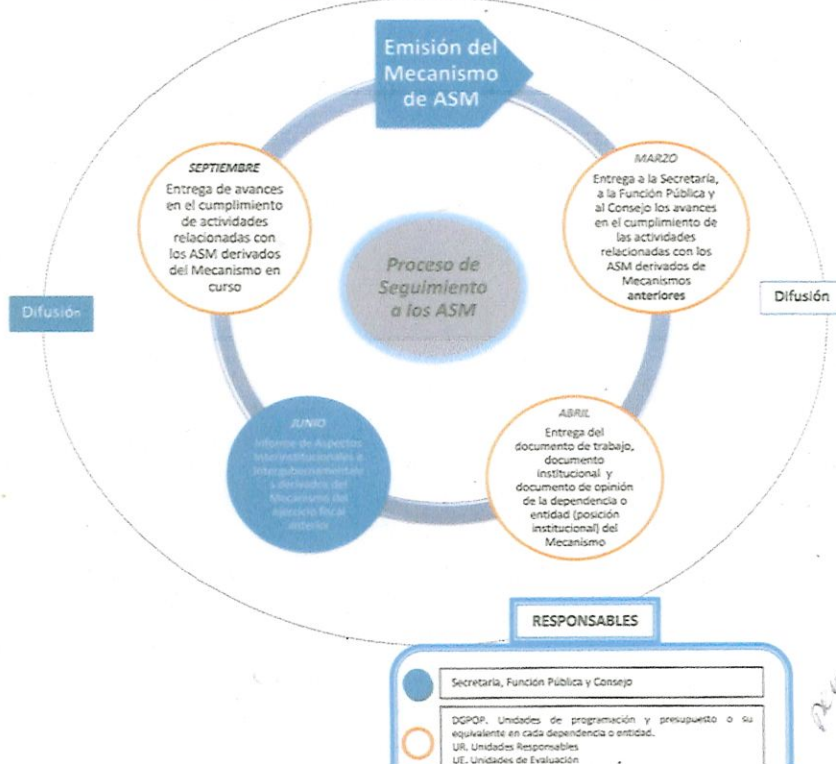 Emisión del
Mecanismo
de ASM
SEPTIEMBRE
Entrega de avances
en el cumplimiento
de actividades
relacionadas con
los ASM derivados
del Mecanismo en
curso
MARZO
Entrega a la Secretaría,
a la Función Pública y
al Consejo los avances
en el cumplimiento de
las actividades
relacionadas con los
ASM derivados de
Mecanismos
anteriores
Proceso de
Seguimiento
a los ASM
Difusión
Difusión
JUNIO
Informe de Aspectos
Interinstitucionales e
Intergubernamentale
s derivados del
Mecanismo del
ejercicio fiscal
anterior
ABRIL
Entrega del
documento de trabajo,
documento
institucional y
documento de opinión
de la dependencia o
entidad (posición
institucional) del
Mecanismo
RESPONSABLES
Secretaría, Función Pública y Consejo
DGPOP. Unidades de programación y presupuesto o su
equivalente en cada dependencia o entidad.
UR. Unidades Responsables
UE. Unidades de Evaluación